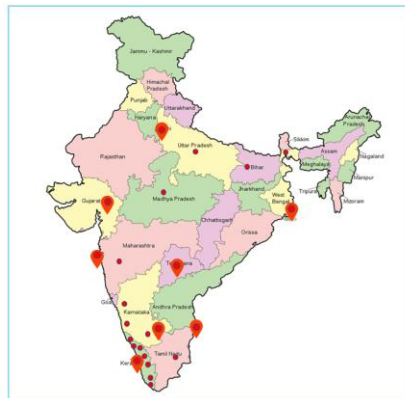 Jammu - Kashmir
Himachal
Pradesh
Punjab
Uttarakhand
Haryana
Arunachal
Pradesh
Sikkim
Rajasthan
Uttar Pradesh
Assam
Nagaland
Bihar
Meghalaya
Manipur
Jharkhand
West
Bengal
Tripura
Mizoram
Gujarat
Madhya Pradesh
Chhattisgarh
Maharashtra
Orissa
Goa
Andhra Pradesh
Karnataka
Tamil Nadu